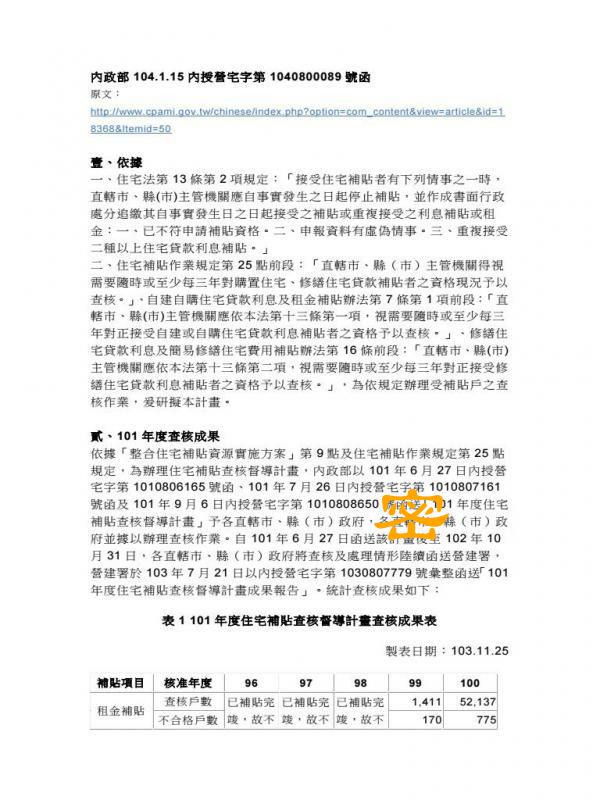 內政部 104.1.15 內授營宅字第 1040800089 號函
原文：
http://www.cpami.gov.tw/chinese/index.php?option=com_content&view=article&id=1
8368&Itemid=50
壹、依據
一、住宅法第 13 條第 2 項規定：「接受住宅補貼者有下列情事之一時，
直轄市、縣(市)主管機關應自事實發生之日起停止補貼，並作成書面行政
處分追繳其自事實發生日之日起接受之補貼或重複接受之利息補貼或租
金：一、已不符申請補貼資格。二、申報資料有虛偽情事。三、重複接受
二種以上住宅貸款利息補貼。」
二、住宅補貼作業規定第 25 點前段：「直轄市、縣（市）主管機關得視
需要隨時或至少每三年對購置住宅、修繕住宅貸款補貼者之資格現況予以
查核。」、自建自購住宅貸款利息及租金補貼辦法第 7 條第 1 項前段：「直
轄市、縣(市)主管機關應依本法第十三條第一項，視需要隨時或至少每三
年對正接受自建或自購住宅貸款利息補貼者之資格予以查核。」、修繕住
宅貸款利息及簡易修繕住宅費用補貼辦法第 16 條前段：「直轄市、縣(市)
主管機關應依本法第十三條第二項，視需要隨時或至少每三年對正接受修
繕住宅貸款利息補貼者之資格予以查核。」，為依規定辦理受補貼戶之查
核作業，爰研擬本計畫。
貳、101 年度查核成果
依據「整合住宅補貼資源實施方案」第 9 點及住宅補貼作業規定第 25 點
規定，為辦理住宅補貼查核督導計畫，內政部以 101 年 6 月 27 日內授營
宅字第 1010806165 號函、101 年 7 月 26 日內授營宅字第 1010807161
號函及 101 年 9 月 6 日內授營宅字第 1010808650 號函送「101 年度住宅
補貼查核督導計畫」予各直轄市、縣（市）政府，各直轄市、縣（市）政
府並據以辦理查核作業。自 101 年 6 月 27 日函送該計畫後至 102 年 10
月 31 日，各直轄市、縣（市）政府將查核及處理情形陸續函送營建署，
營建署於 103 年 7 月 21 日以內授營宅字第 1030807779 號彙整函送「101
年度住宅補貼查核督導計畫成果報告」。統計查核成果如下：
密
表 1 101 年度住宅補貼查核督導計畫查核成果表
製表日期：103.11.25
補貼項目 核准年度 96 97 98 99 100
租金補貼 查核戶數 已補貼完 已補貼完 已補貼完 1,411 52,137
不合格戶數 竣，故不 竣，故不 竣，故不 170 775